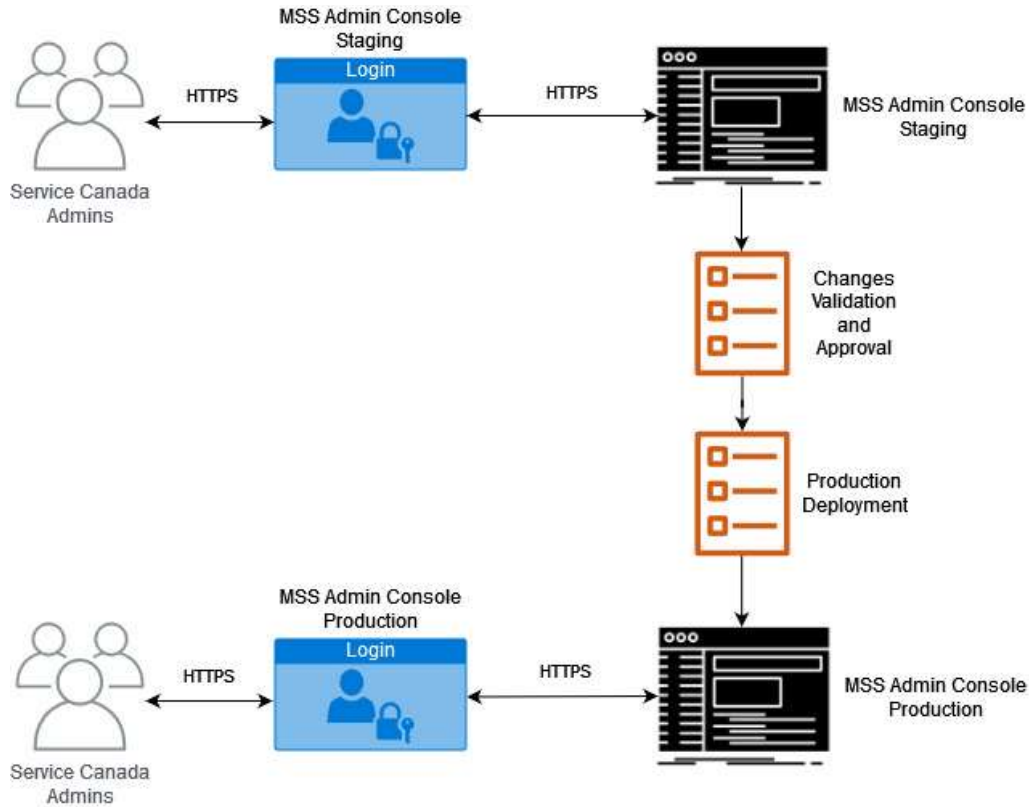 MSS Admin Console
Staging
Login
HTTPS
HTTPS
MSS Admin Console
Staging
Service Canada
Admins
Changes
Validation
and
Approval
Production
Deployment
MSS Admin Console
Production
Login
HTTPS
HTTPS
MSS Admin Console
Production
Service Canada
Admins